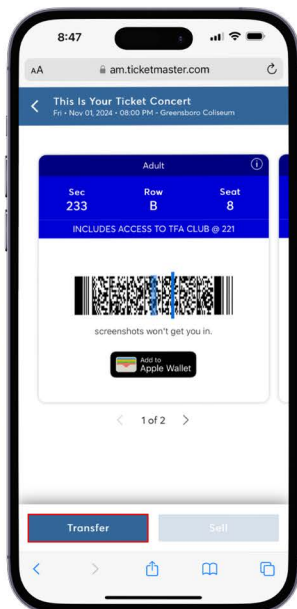 8:47
AA
am.ticketmaster.com
This Is Your Ticket Concert
Fri • Nov 01, 2024 • 08:00 PM • Greensboro Coliseum
Adult
Sec Row Seat
233 B 8
INCLUDES ACCESS TO TFA CLUB @ 221
screenshots won't get you in.
Add to
Apple Wallet
1 of 2
Transfer Sell